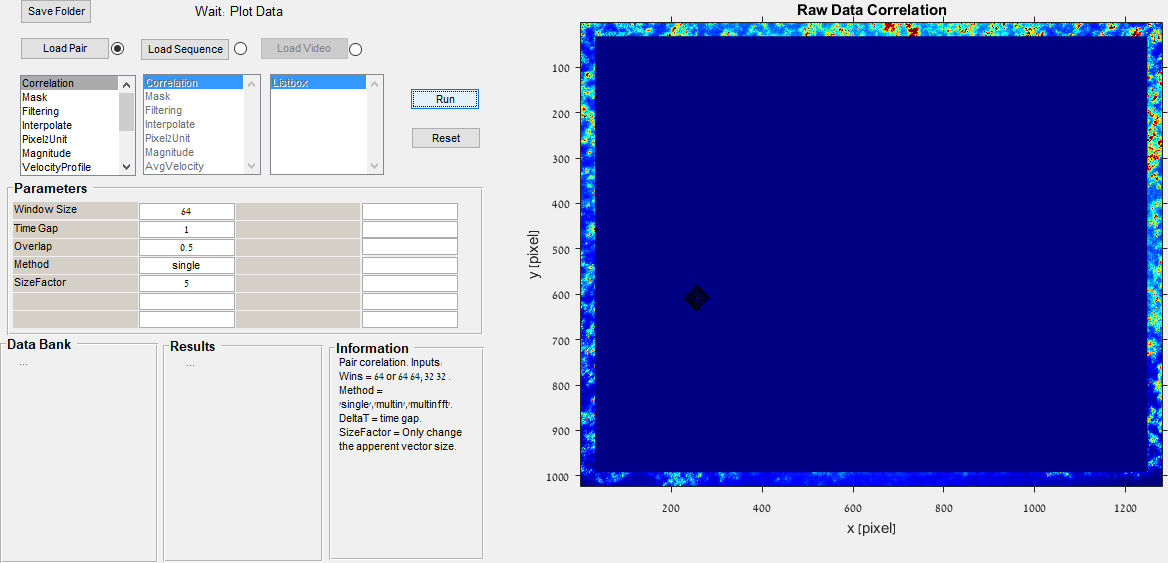 Save Folder
Wait: Plot Data
Load Pair
Load Sequence
Load Video
Correlation
Mask
Filtering
Interpolate
Pixel2Unit
Magnitude
VelocityProfile
Correlation
Mask
Filtering
Interpolate
Pixel2Unit
Magnitude
AvgVelocity
Listbox
Run
Reset
Parameters
Window Size
64
Time Gap
1
Overlap
0.5
Method
single
SizeFactor
5
Data Bank
...
Results
...
Information
Pair corelation. Inputs:
Wins = 64 or 64 64; 32 32 .
Method =
'single','multin','multinfft'.
DeltaT = time gap.
SizeFactor = Only change
the apperent vector size.
Raw Data Correlation
100
200
300
400
500
600
700
800
900
1000
y [pixel]
200
400
600
800
1000
1200
x [pixel]